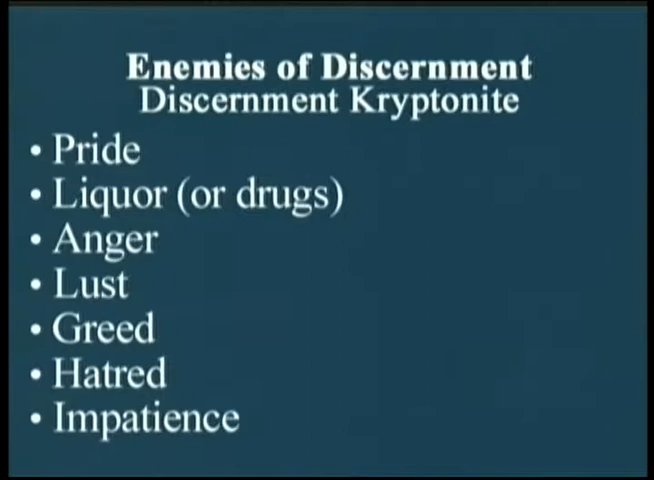 Enemies of Discernment
Discernment Kryptonite
• Pride
• Liquor (or drugs)
• Anger
• Lust
• Greed
• Hatred
• Impatience